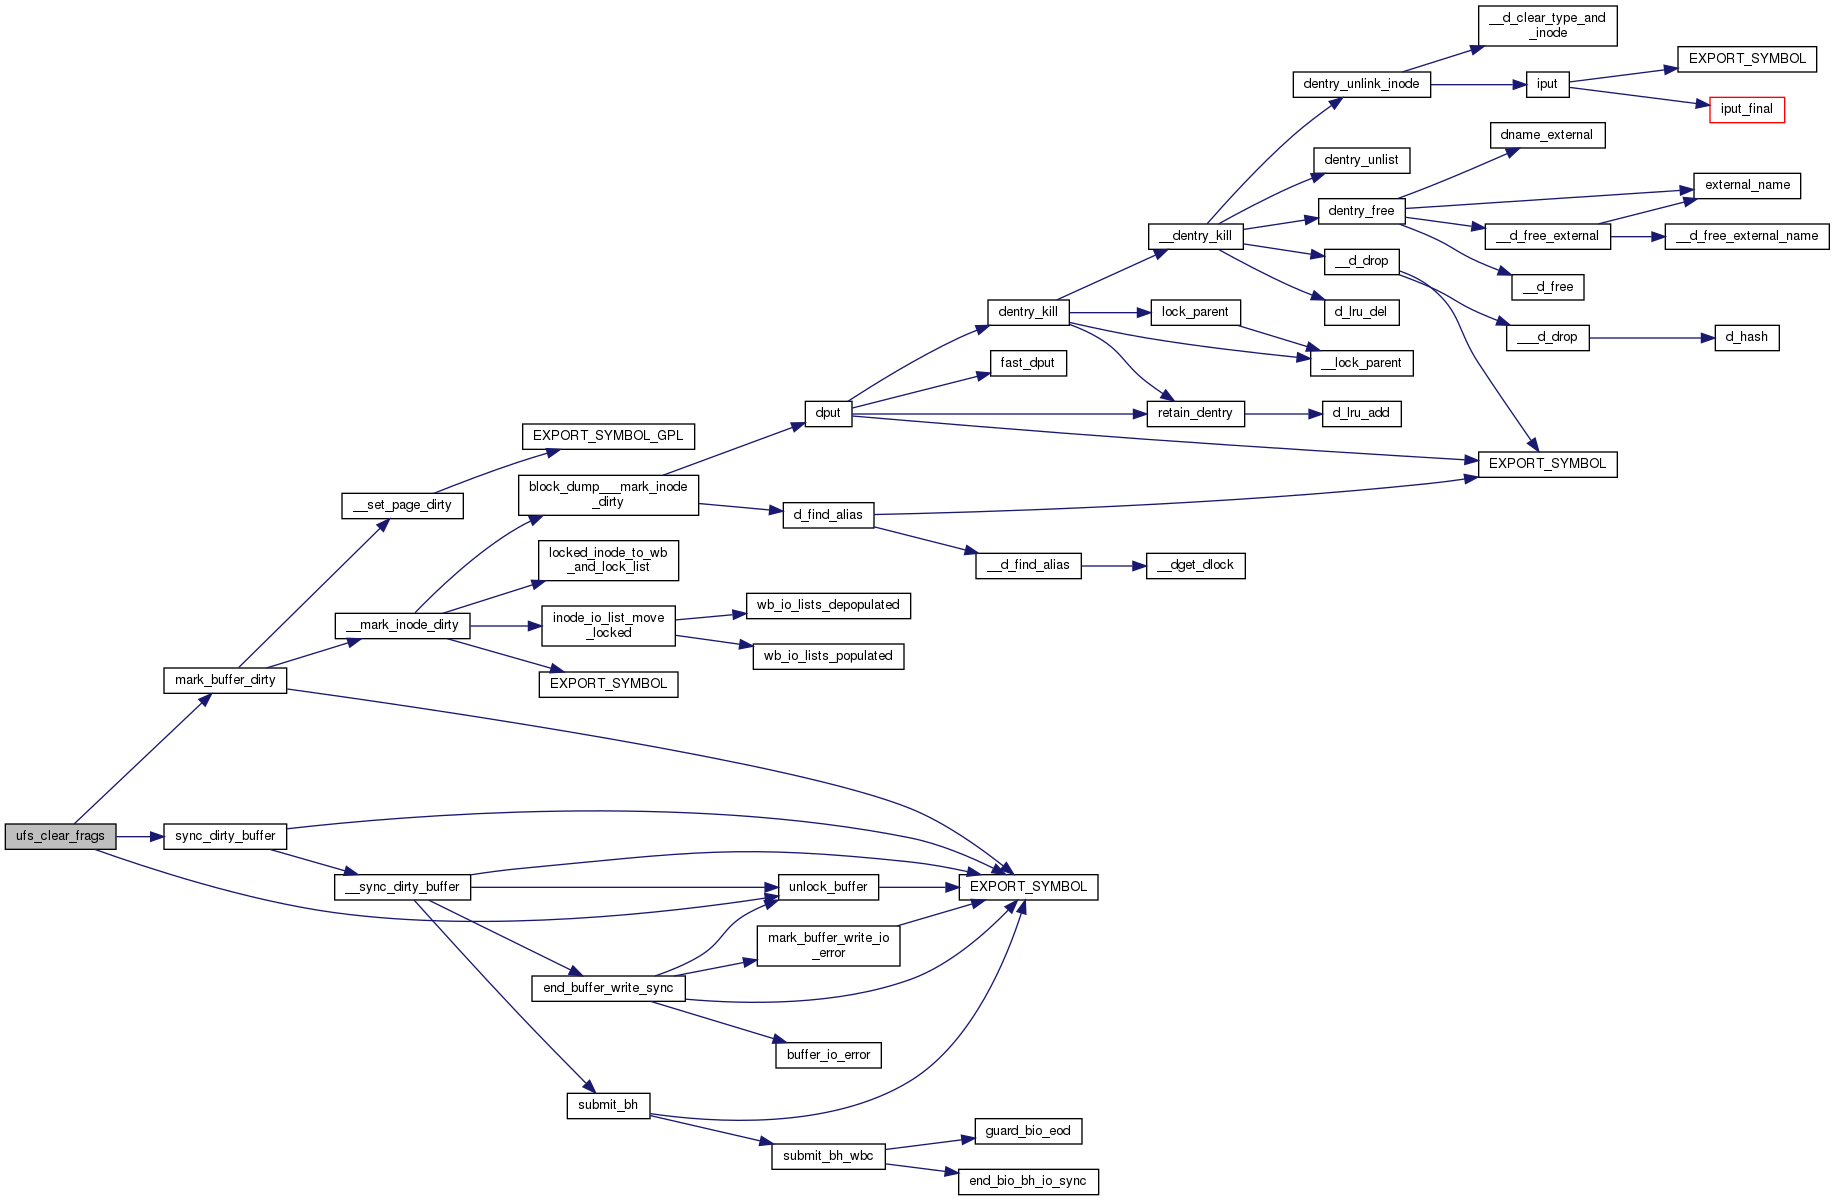 __d_clear_type_and
_inode
EXPORT_SYMBOL
dentry_unlink_inode
iput
iput_final
dname_external
dentry_unlist
external_name
dentry_free
__dentry_kill
__d_free_external
__d_free_external_name
__d_drop
__d_free
dentry_kill
lock_parent
d_lru_del
___d_drop
d_hash
fast_dput
__lock_parent
dput
retain_dentry
d_lru_add
EXPORT_SYMBOL_GPL
EXPORT_SYMBOL
block_dump___mark_inode
_dirty
__set_page_dirty
d_find_alias
locked_inode_to_wb
_and_lock_list
__d_find_alias
__dget_dlock
wb_io_lists_depopulated
inode_io_list_move
_locked
__mark_inode_dirty
wb_io_lists_populated
mark_buffer_dirty
EXPORT_SYMBOL
ufs_clear_frags
sync_dirty_buffer
__sync_dirty_buffer
unlock_buffer
EXPORT_SYMBOL
mark_buffer_write_io
_error
end_buffer_write_sync
buffer_io_error
submit_bh
guard_bio_eod
submit_bh_wbc
end_bio_bh_io_sync